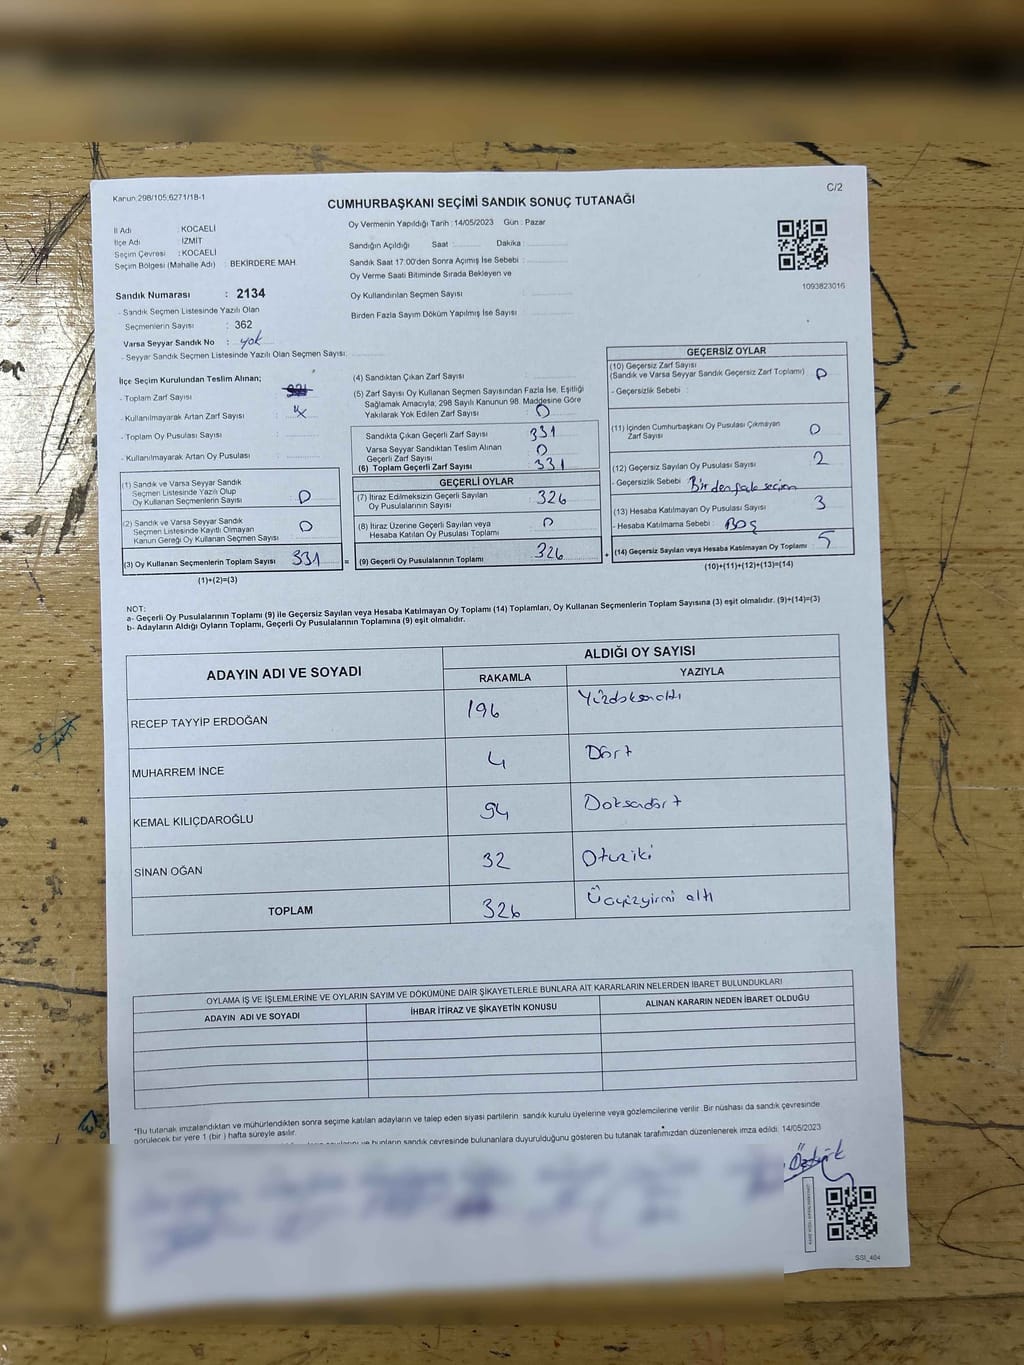 Kanun:298/105;6271/18-1
C/2
CUMHURBAŞKANI SEÇİMİ SANDIK SONUÇ TUTANAĞI
İl Adı : KOCAELİ
İlçe Adı : İZMİT
Seçim Çevresi : KOCAELİ
Seçim Bölgesi (Mahalle Adı) : BEKİRDERE MAH
Sandık Numarası : 2134
- Sandık Seçmen Listesinde Yazılı Olan
Seçmenlerin Sayısı : 362
Varsa Seyyar Sandık No : yok
- Seyyar Sandık Seçmen Listesinde Yazılı Olan Seçmen Sayısı:
Oy Vermenin Yapıldığı Tarih : 14/05/2023 Gün : Pazar
Sandığın Açıldığı Saat Dakika :
Sandık Saat 17:00'den Sonra Açımış İse Sebebi :
Oy Verme Saati Bitiminde Sırada Bekleyen ve
Oy Kullandırılan Seçmen Sayısı :
Birden Fazla Sayım Döküm Yapılmış İse Sayısı :
1093823016
İlçe Seçim Kurulundan Teslim Alınan;
- Toplam Zarf Sayısı :
- Kullanılmayarak Artan Zarf Sayısı :
- Toplam Oy Pusulası Sayısı :
- Kullanılmayarak Artan Oy Pusulası :
(1) Sandık ve Varsa Seyyar Sandık
Seçmen Listesinde Yazılı Olup
Oy Kullanan Seçmenlerin Sayısı : 0
(2) Sandık ve Varsa Seyyar Sandık
Seçmen Listesinde Kayıtlı Olmayan
Kanun Gereği Oy Kullanan Seçmen Sayısı : 0
(3) Oy Kullanan Seçmenlerin Toplam Sayısı : 331 =
(1)+(2)=(3)
(4) Sandıktan Çıkan Zarf Sayısı :
(5) Zarf Sayısı Oy Kullanan Seçmen Sayısından Fazla İse, Eşitliği
Sağlamak Amacıyla; 298 Sayılı Kanunun 98. Maddesine Göre
Yakılarak Yok Edilen Zarf Sayısı : 0
Sandıkta Çıkan Geçerli Zarf Sayısı : 331
Varsa Seyyar Sandıktan Teslim Alınan
Geçerli Zarf Sayısı : 0
(6) Toplam Geçerli Zarf Sayısı : 331
GEÇERLİ OYLAR
(7) İtiraz Edilmeksizin Geçerli Sayılan
Oy Pusulalarının Sayısı : 326
(8) İtiraz Üzerine Geçerli Sayılan veya
Hesaba Katılan Oy Pusulası Toplamı : 0
(9) Geçerli Oy Pusulalarının Toplamı : 326 +
GEÇERSİZ OYLAR
(10) Geçersiz Zarf Sayısı
(Sandık ve Varsa Seyyar Sandık Geçersiz Zarf Toplamı) : 0
- Geçersizlik Sebebi :
(11) İçinden Cumhurbaşkanı Oy Pusulası Çıkmayan
Zarf Sayısı : 0
(12) Geçersiz Sayılan Oy Pusulası Sayısı : 2
- Geçersizlik Sebebi : Birden fazla seçim
(13) Hesaba Katılmayan Oy Pusulası Sayısı : 3
- Hesaba Katılmama Sebebi : Boş
(14) Geçersiz Sayılan veya Hesaba Katılmayan Oy Toplamı : 5
(10)+(11)+(12)+(13)=(14)
NOT:
a- Geçerli Oy Pusulalarının Toplamı (9) ile Geçersiz Sayılan veya Hesaba Katılmayan Oy Toplamı (14) Toplamları, Oy Kullanan Seçmenlerin Toplam Sayısına (3) eşit olmalıdır. (9)+(14)=(3)
b- Adayların Aldığı Oyların Toplamı, Geçerli Oy Pusulalarının Toplamına (9) eşit olmalıdır.
ADAYIN ADI VE SOYADI
ALDIĞI OY SAYISI
RAKAMLA YAZIYLA
RECEP TAYYİP ERDOĞAN 196 Yüzdoksanaltı
MUHARREM İNCE 4 Dört
KEMAL KILIÇDAROĞLU 94 Doksadört
SİNAN OĞAN 32 Otuziki
TOPLAM 326 Üçyüzyirmi altı
OYLAMA İŞ VE İŞLEMLERİNE VE OYLARIN SAYIM VE DÖKÜMÜNE DAİR ŞİKAYETLERLE BUNLARA AİT KARARLARIN NELERDEN İBARET BULUNDUKLARI
ADAYIN ADI VE SOYADI İHBAR İTİRAZ VE ŞİKAYETİN KONUSU ALINAN KARARIN NEDEN İBARET OLDUĞU
*Bu tutanak imzalandıktan ve mühürlendikten sonra seçime katılan adayların ve talep eden siyasi partilerin sandık kurulu üyelerine veya gözlemcilerine verilir. Bir nüshası da sandık çevresinde
görülecek bir yere 1 (bir) hafta süreyle asılır.
ve bunların sandık çevresinde bulunanlara duyurulduğunu gösteren bu tutanak tarafımızdan düzenlenerek imza edildi. 14/05/2023
Öztürk
SSI_404